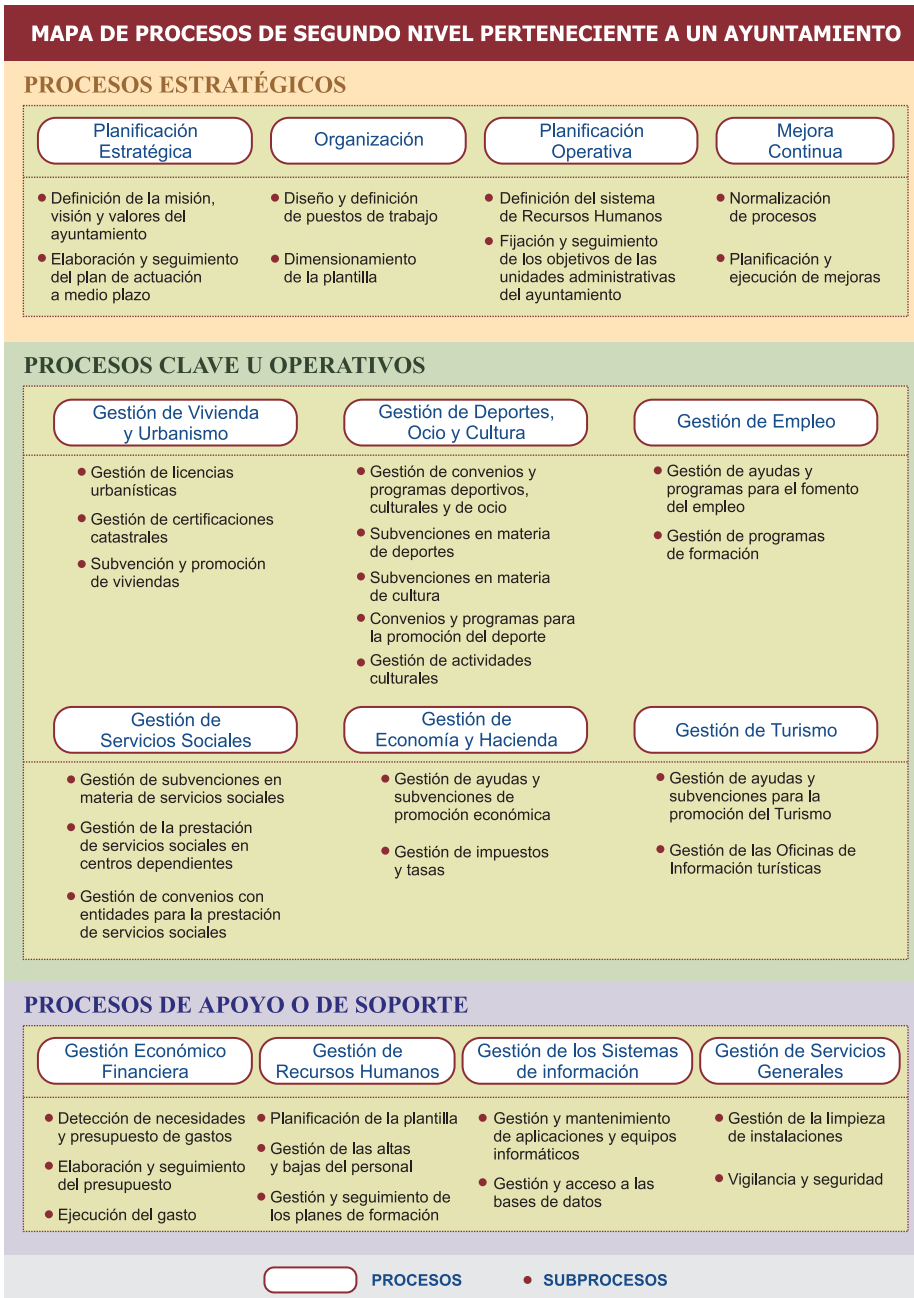 MAPA DE PROCESOS DE SEGUNDO NIVEL PERTENECIENTE A UN AYUNTAMIENTO
PROCESOS ESTRATÉGICOS
Planificación
Estratégica
Definición de la misión,
visión y valores del
ayuntamiento
Elaboración y seguimiento
del plan de actuación
a medio plazo
Organización
Diseño y definición
de puestos de trabajo
Dimensionamiento
de la plantilla
Planificación
Operativa
Definición del sistema
de Recursos Humanos
Fijación y seguimiento
de los objetivos de las
unidades administrativas
del ayuntamiento
Mejora
Continua
Normalización
de procesos
Planificación y
ejecución de mejoras
PROCESOS CLAVE U OPERATIVOS
Gestión de Vivienda
y Urbanismo
Gestión de licencias
urbanísticas
Gestión de certificaciones
catastrales
Subvención y promoción
de viviendas
Gestión de Deportes,
Ocio y Cultura
Gestión de convenios y
programas deportivos,
culturales y de ocio
Subvenciones en materia
de deportes
Subvenciones en materia
de cultura
Convenios y programas para
la promoción del deporte
Gestión de actividades
culturales
Gestión de Empleo
Gestión de ayudas y
programas para el fomento
del empleo
Gestión de programas
de formación
Gestión de
Servicios Sociales
Gestión de subvenciones en
materia de servicios sociales
Gestión de la prestación
de servicios sociales en
centros dependientes
Gestión de convenios con
entidades para la prestación
de servicios sociales
Gestión de
Economía y Hacienda
Gestión de ayudas y
subvenciones de
promoción económica
Gestión de impuestos
y tasas
Gestión de Turismo
Gestión de ayudas y
subvenciones para la
promoción del Turismo
Gestión de las Oficinas de
Información turísticas
PROCESOS DE APOYO O DE SOPORTE
Gestión Económico
Financiera
Detección de necesidades
y presupuesto de gastos
Elaboración y seguimiento
del presupuesto
Ejecución del gasto
Gestión de
Recursos Humanos
Planificación de la plantilla
Gestión de las altas
y bajas del personal
Gestión y seguimiento de
los planes de formación
Gestión de los Sistemas
de información
Gestión y mantenimiento
de aplicaciones y equipos
informáticos
Gestión y acceso a las
bases de datos
Gestión de Servicios
Generales
Gestión de la limpieza
de instalaciones
Vigilancia y seguridad
PROCESOS
SUBPROCESOS